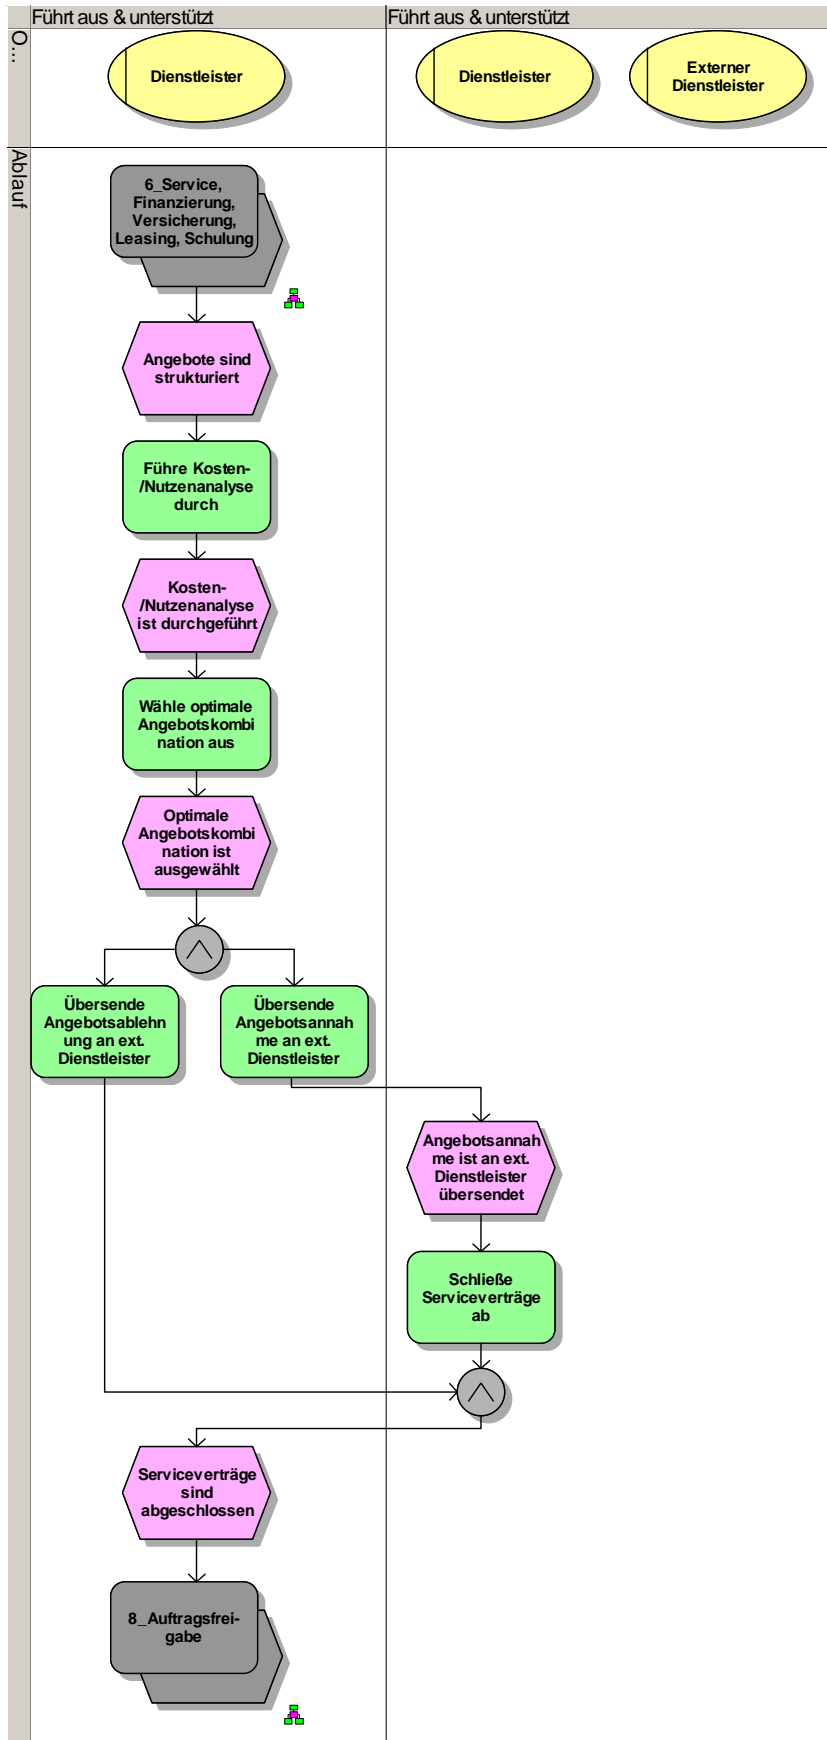 Führt aus & unterstützt
Führt aus & unterstützt
O...
Dienstleister
Dienstleister
Externer
Dienstleister
Ablauf
6_Service,
Finanzierung,
Versicherung,
Leasing, Schulung
Angebote sind
strukturiert
Führe Kosten-
/Nutzenanalyse
durch
Kosten-
/Nutzenanalyse
ist durchgeführt
Wähle optimale
Angebotskombi
nation aus
Optimale
Angebotskombi
nation ist
ausgewählt
Übersende
Angebotsablehn
ung an ext.
Dienstleister
Übersende
Angebotsannah
me an ext.
Dienstleister
Angebotsannah
me ist an ext.
Dienstleister
übersendet
Schließe
Serviceverträge
ab
Serviceverträge
sind
abgeschlossen
8_Auftragsfrei-
gabe